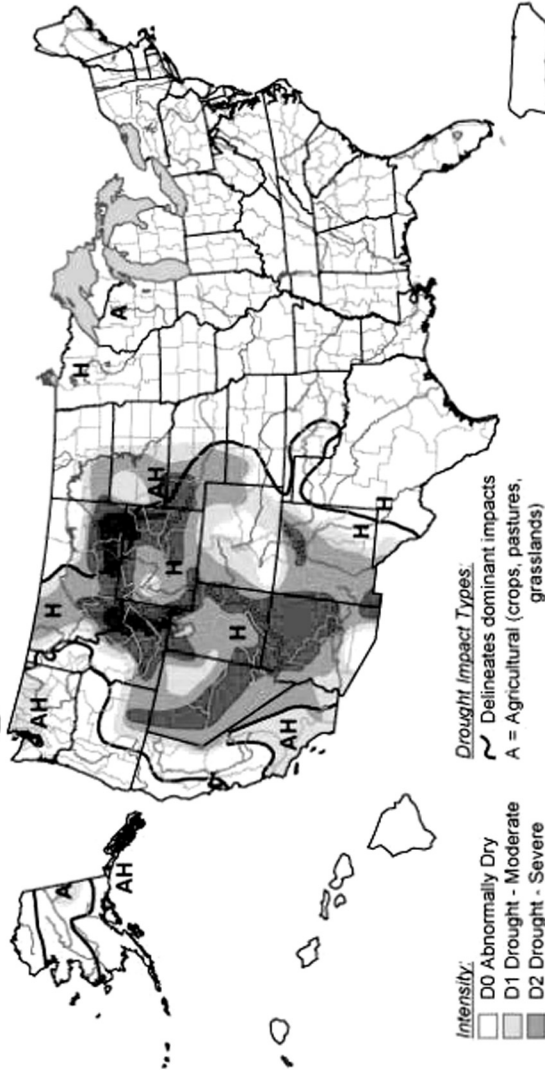 H
A
H
AH
H
AH
H
H
H
H
AH
AH
A
AH
Intensity:
D0 Abnormally Dry
D1 Drought - Moderate
D2 Drought - Severe
Drought Impact Types:
Delineates dominant impacts
A = Agricultural (crops, pastures,
grasslands)